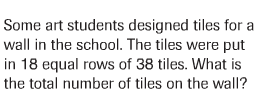 Some art students designed tiles for a
wall in the school. The tiles were put
in 18 equal rows of 38 tiles. What is
the total number of tiles on the wall?